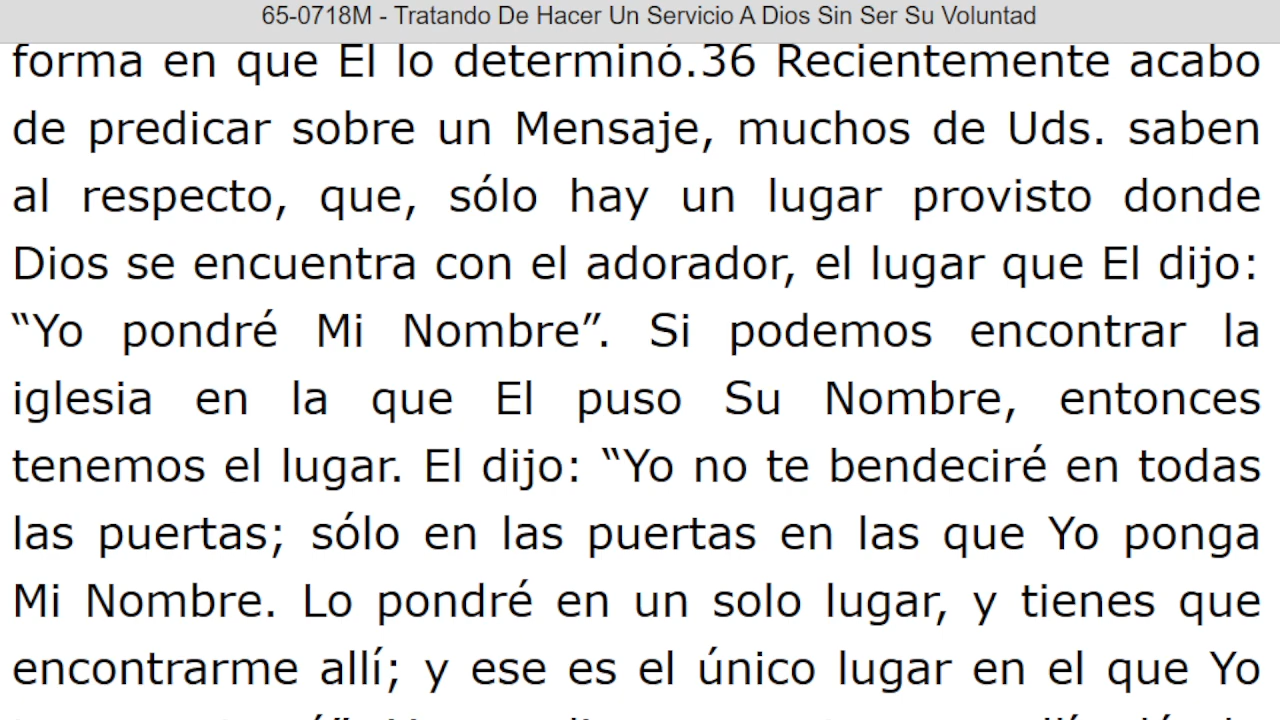 65-0718M - Tratando De Hacer Un Servicio A Dios Sin Ser Su Voluntad
forma en que El lo determinó.36 Recientemente acabo
de predicar sobre un Mensaje, muchos de Uds. saben
al respecto, que, sólo hay un lugar provisto donde
Dios se encuentra con el adorador, el lugar que El dijo:
“Yo pondré Mi Nombre”. Si podemos encontrar la
iglesia en la que El puso Su Nombre, entonces
tenemos el lugar. El dijo: “Yo no te bendeciré en todas
las puertas; sólo en las puertas en las que Yo ponga
Mi Nombre. Lo pondré en un solo lugar, y tienes que
encontrarme allí; y ese es el único lugar en el que Yo